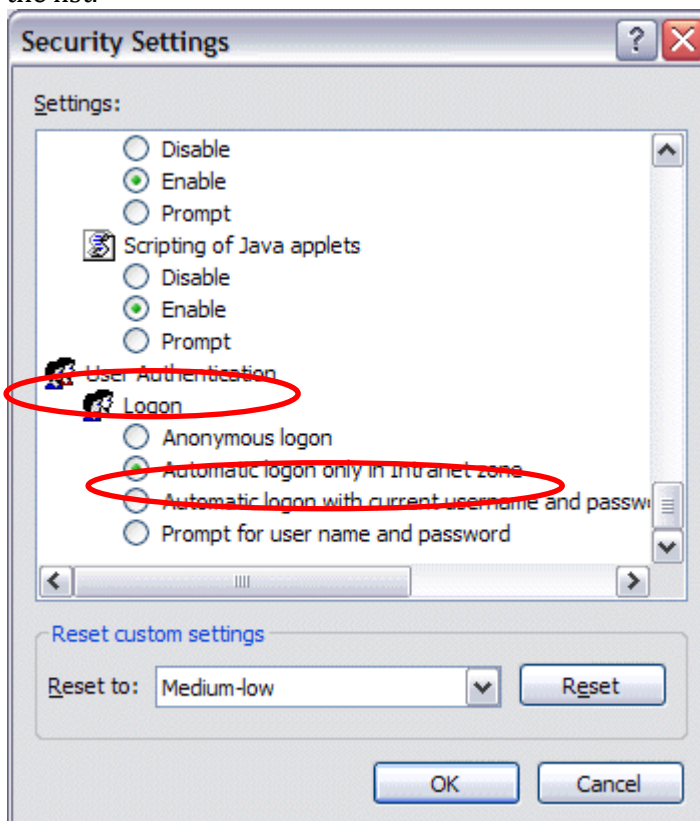 the list.
Security Settings
Settings:
Disable
Enable
Prompt
Scripting of Java applets
Disable
Enable
Prompt
User Authentication
Logon
Anonymous logon
Automatic logon only in Intranet zone
Automatic logon with current username and passw
Prompt for user name and password
Reset custom settings
Reset to: Medium-low Reset
OK Cancel